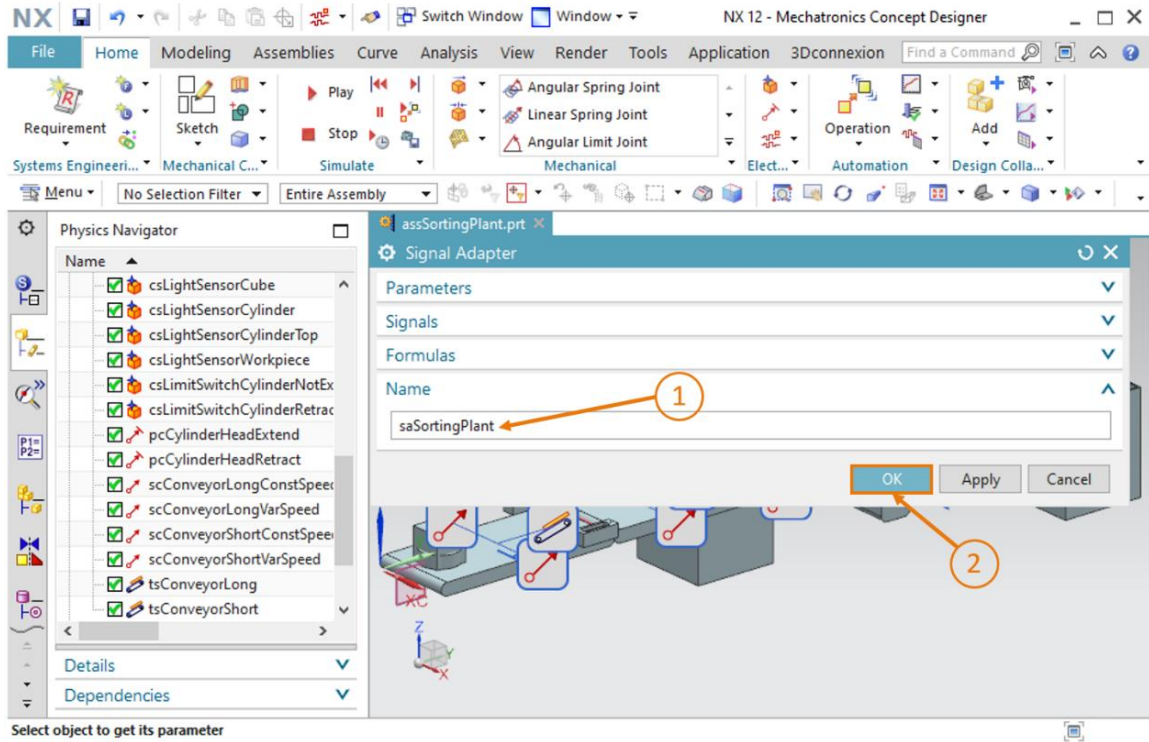 NX Switch Window Window NX 12 - Mechatronics Concept Designer
File Home Modeling Assemblies Curve Analysis View Render Tools Application 3Dconnexion Find a Command
Requirement
Sketch
Play
Stop
Angular Spring Joint
Linear Spring Joint
Angular Limit Joint
Operation
Add
Systems Engineeri... Mechanical C... Simulate Mechanical Elect... Automation Design Colla...
Menu No Selection Filter Entire Assembly
Physics Navigator
Name
csLightSensorCube
csLightSensorCylinder
csLightSensorCylinderTop
csLightSensorWorkpiece
csLimitSwitchCylinderNotEx
csLimitSwitchCylinderRetrac
pcCylinderHeadExtend
pcCylinderHeadRetract
scConveyorLongConstSpeed
scConveyorLongVarSpeed
scConveyorShortConstSpee
scConveyorShortVarSpeed
tsConveyorLong
tsConveyorShort
Details
Dependencies
P1=
P2=
assSortingPlant.prt
Signal Adapter
Parameters
Signals
Formulas
Name
1
saSortingPlant
OK Apply Cancel
2
XC
Z
Y
X
Select object to get its parameter